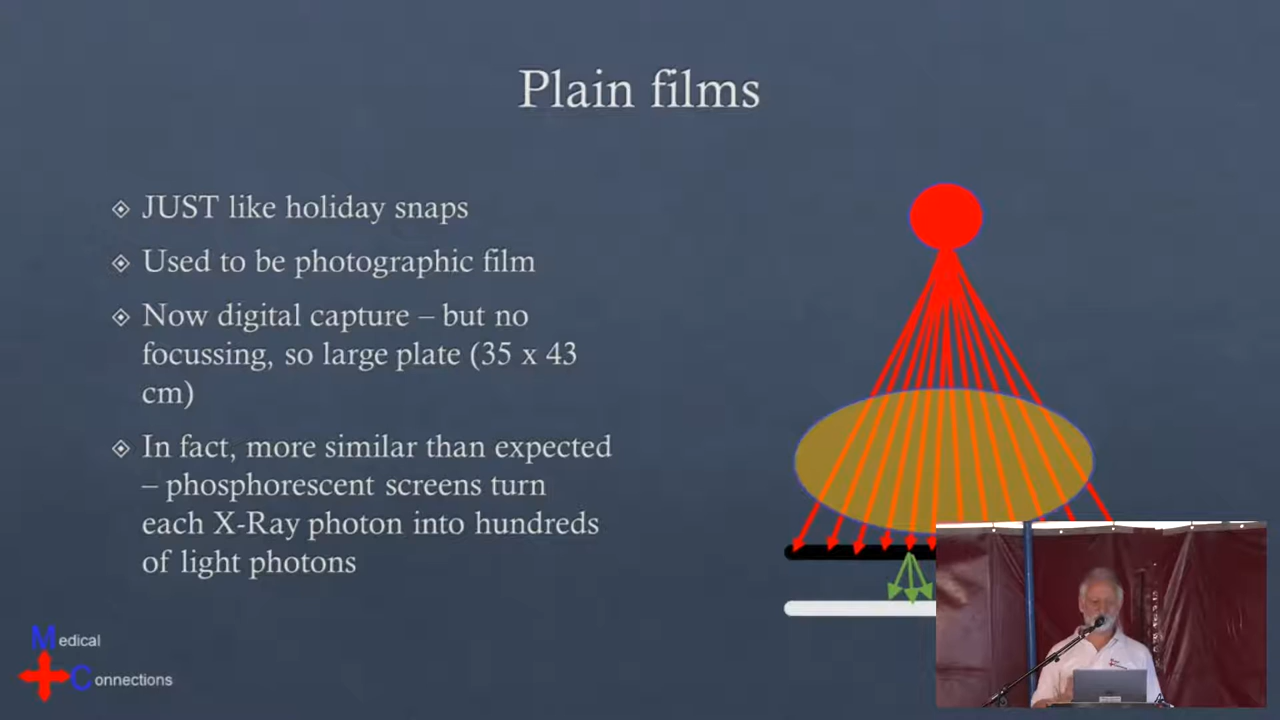 Plain films
JUST like holiday snaps
Used to be photographic film
Now digital capture – but no
focussing, so large plate (35 x 43
cm)
In fact, more similar than expected
– phosphorescent screens turn
each X-Ray photon into hundreds
of light photons
Medical
Connections